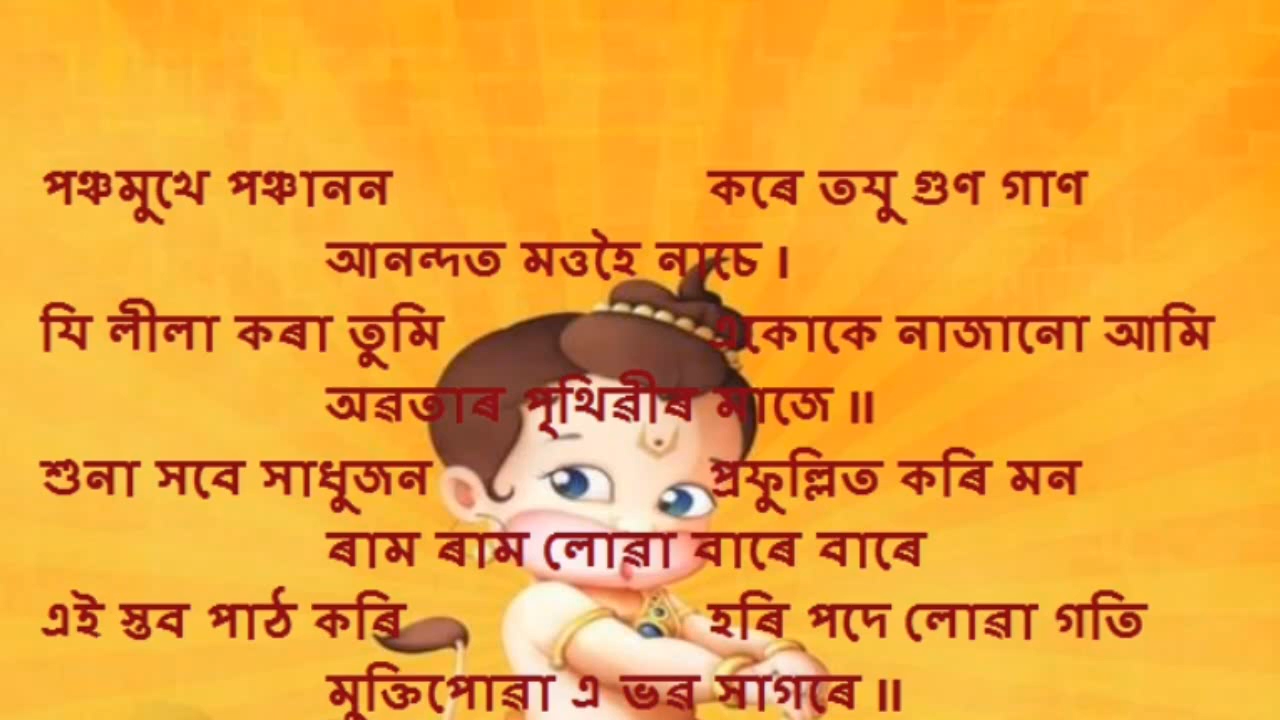 পঞ্চমুখে পঞ্চানন কৰে তযু গুণ গাণ
আনন্দত মত্তহৈ নাচে ।
যি লীলা কৰা তুমি একোকে নাজানো আমি
অৱতাৰ পৃথিৱীৰ মাজে ॥
শুনা সবে সাধুজন প্ৰফুল্লিত কৰি মন
ৰাম ৰাম লোৱা বাৰে বাৰে
এই স্তব পাঠ কৰি হৰি পদে লোৱা গতি
মুক্তিপোৱা এ ভৱ সাগৰে ॥